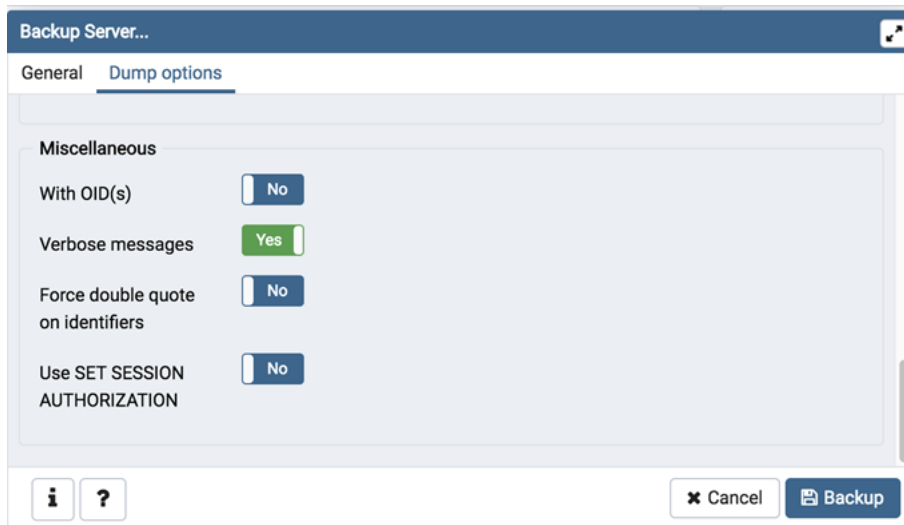 Backup Server...
General Dump options
Miscellaneous
With OID(s) No
Verbose messages Yes
Force double quote No
on identifiers
Use SET SESSION No
AUTHORIZATION
i ? Cancel Backup